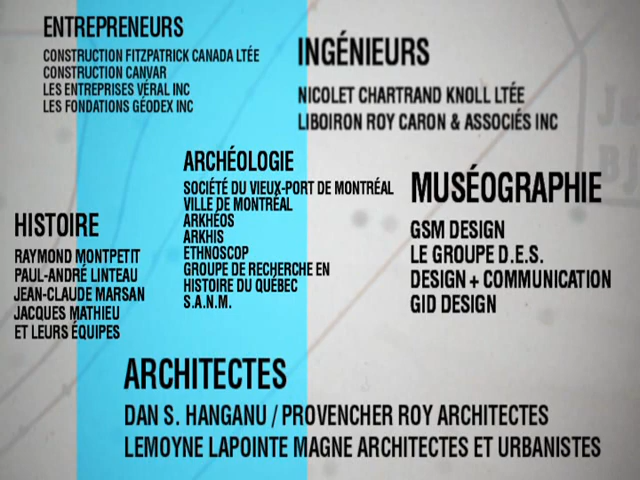 ENTREPRENEURS
CONSTRUCTION FITZPATRICK CANADA LTÉE
CONSTRUCTION CANVAR
LES ENTREPRISES VÉRAL INC
LES FONDATIONS GÉODEX INC
INGÉNIEURS
NICOLET CHARTRAND KNOLL LTÉE
LIBOIRON ROY CARON & ASSOCIÉS INC
ARCHÉOLOGIE
SOCIÉTÉ DU VIEUX-PORT DE MONTRÉAL
VILLE DE MONTRÉAL
ARKHÉOS
ARKHIS
ETHNOSCOP
GROUPE DE RECHERCHE EN
HISTOIRE DU QUÉBEC
S.A.N.M.
MUSÉOGRAPHIE
GSM DESIGN
LE GROUPE D.E.S.
DESIGN + COMMUNICATION
GID DESIGN
HISTOIRE
RAYMOND MONTPETIT
PAUL-ANDRÉ LINTEAU
JEAN-CLAUDE MARSAN
JACQUES MATHIEU
ET LEURS ÉQUIPES
ARCHITECTES
DAN S. HANGANU / PROVENCHER ROY ARCHITECTES
LEMOYNE LAPOINTE MAGNE ARCHITECTES ET URBANISTES